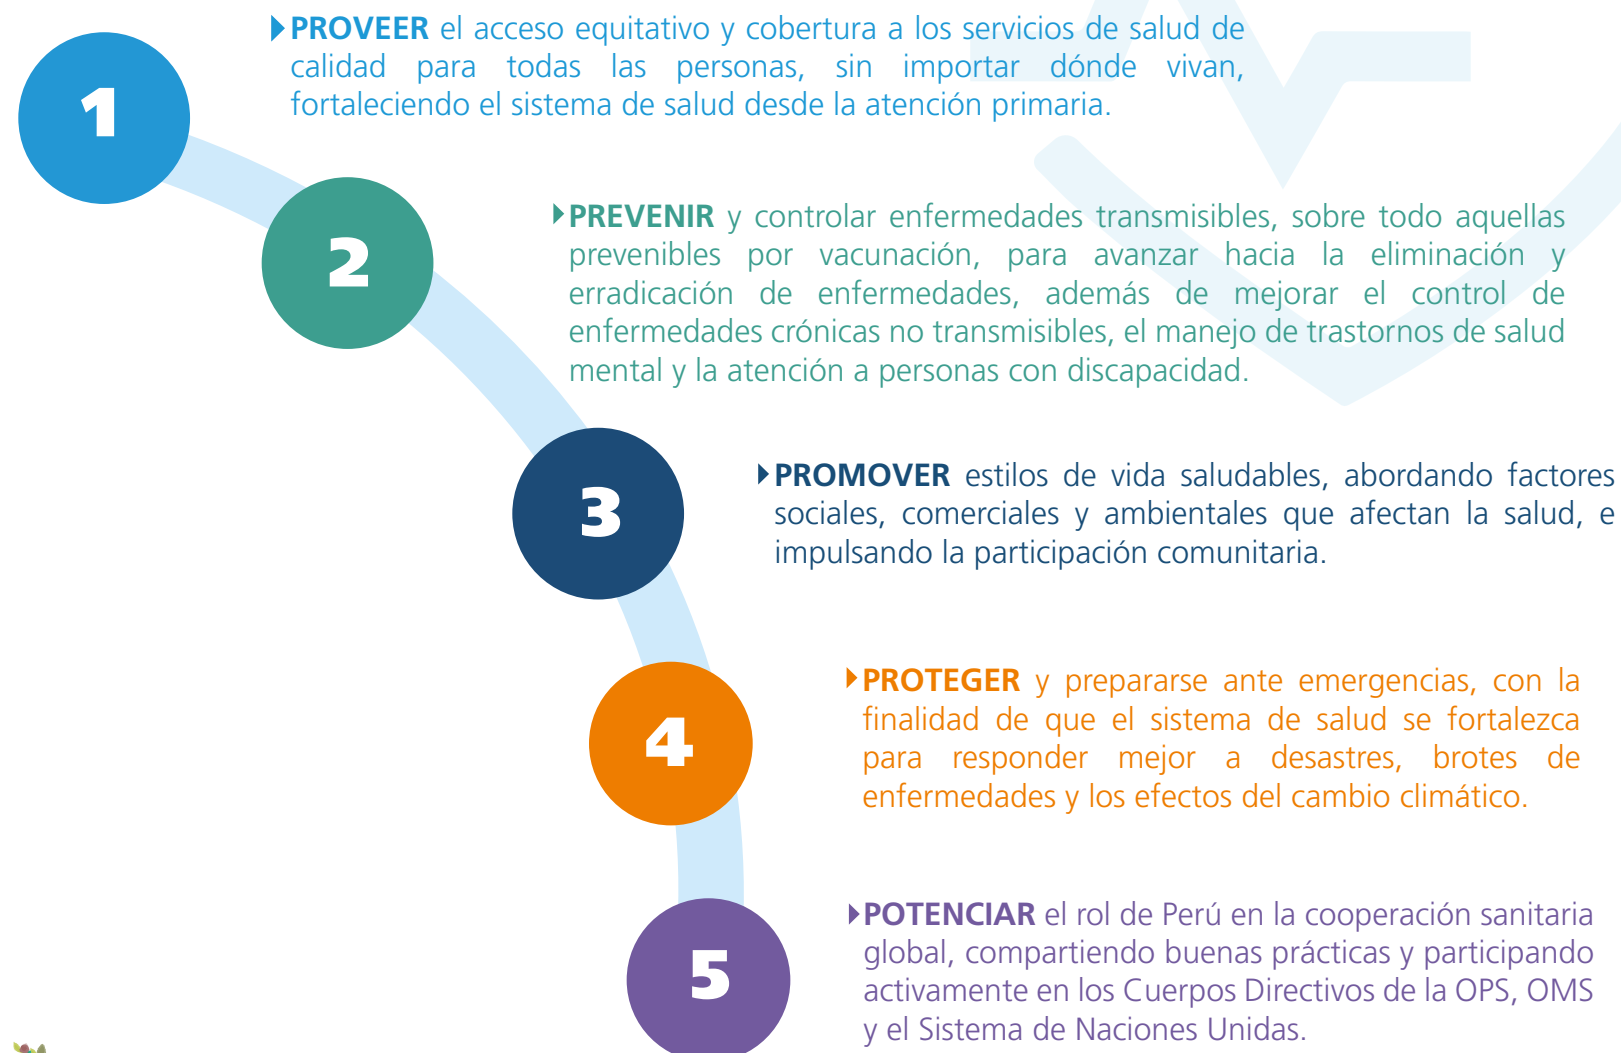 1
PROVEER el acceso equitativo y cobertura a los servicios de salud de
calidad para todas las personas, sin importar dónde vivan,
fortaleciendo el sistema de salud desde la atención primaria.
2
PREVENIR y controlar enfermedades transmisibles, sobre todo aquellas
prevenibles por vacunación, para avanzar hacia la eliminación y
erradicación de enfermedades, además de mejorar el control de
enfermedades crónicas no transmisibles, el manejo de trastornos de salud
mental y la atención a personas con discapacidad.
3
PROMOVER estilos de vida saludables, abordando factores
sociales, comerciales y ambientales que afectan la salud, e
impulsando la participación comunitaria.
4
PROTEGER y prepararse ante emergencias, con la
finalidad de que el sistema de salud se fortalezca
para responder mejor a desastres, brotes de
enfermedades y los efectos del cambio climático.
5
POTENCIAR el rol de Perú en la cooperación sanitaria
global, compartiendo buenas prácticas y participando
activamente en los Cuerpos Directivos de la OPS, OMS
y el Sistema de Naciones Unidas.